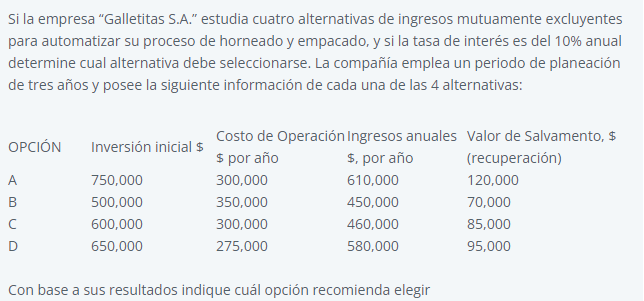 Si la empresa “Galletitas S.A.” estudia cuatro alternativas de ingresos mutuamente excluyentes
para automatizar su proceso de horneado y empacado, y si la tasa de interés es del 10% anual
determine cual alternativa debe seleccionarse. La compañía emplea un periodo de planeación
de tres años y posee la siguiente información de cada una de las 4 alternativas:
OPCIÓN Inversión inicial $ Costo de Operación Ingresos anuales Valor de Salvamento, $
$ por año $, por año (recuperación)
A 750,000 300,000 610,000 120,000
B 500,000 350,000 450,000 70,000
C 600,000 300,000 460,000 85,000
D 650,000 275,000 580,000 95,000
Con base a sus resultados indique cuál opción recomienda elegir